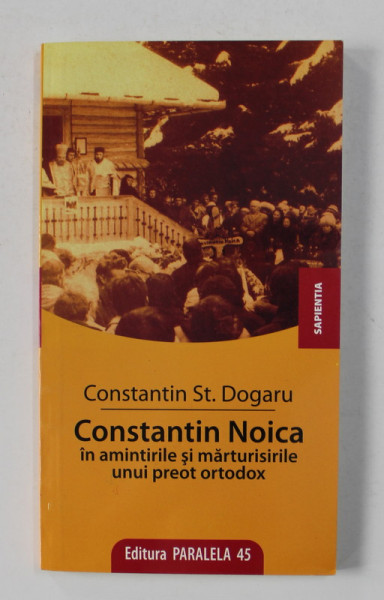 SAPIENTIA
Constantin St. Dogaru
Constantin Noica
în amintirile și mărturisirile
unui preot ortodox
Editura PARALELA 45